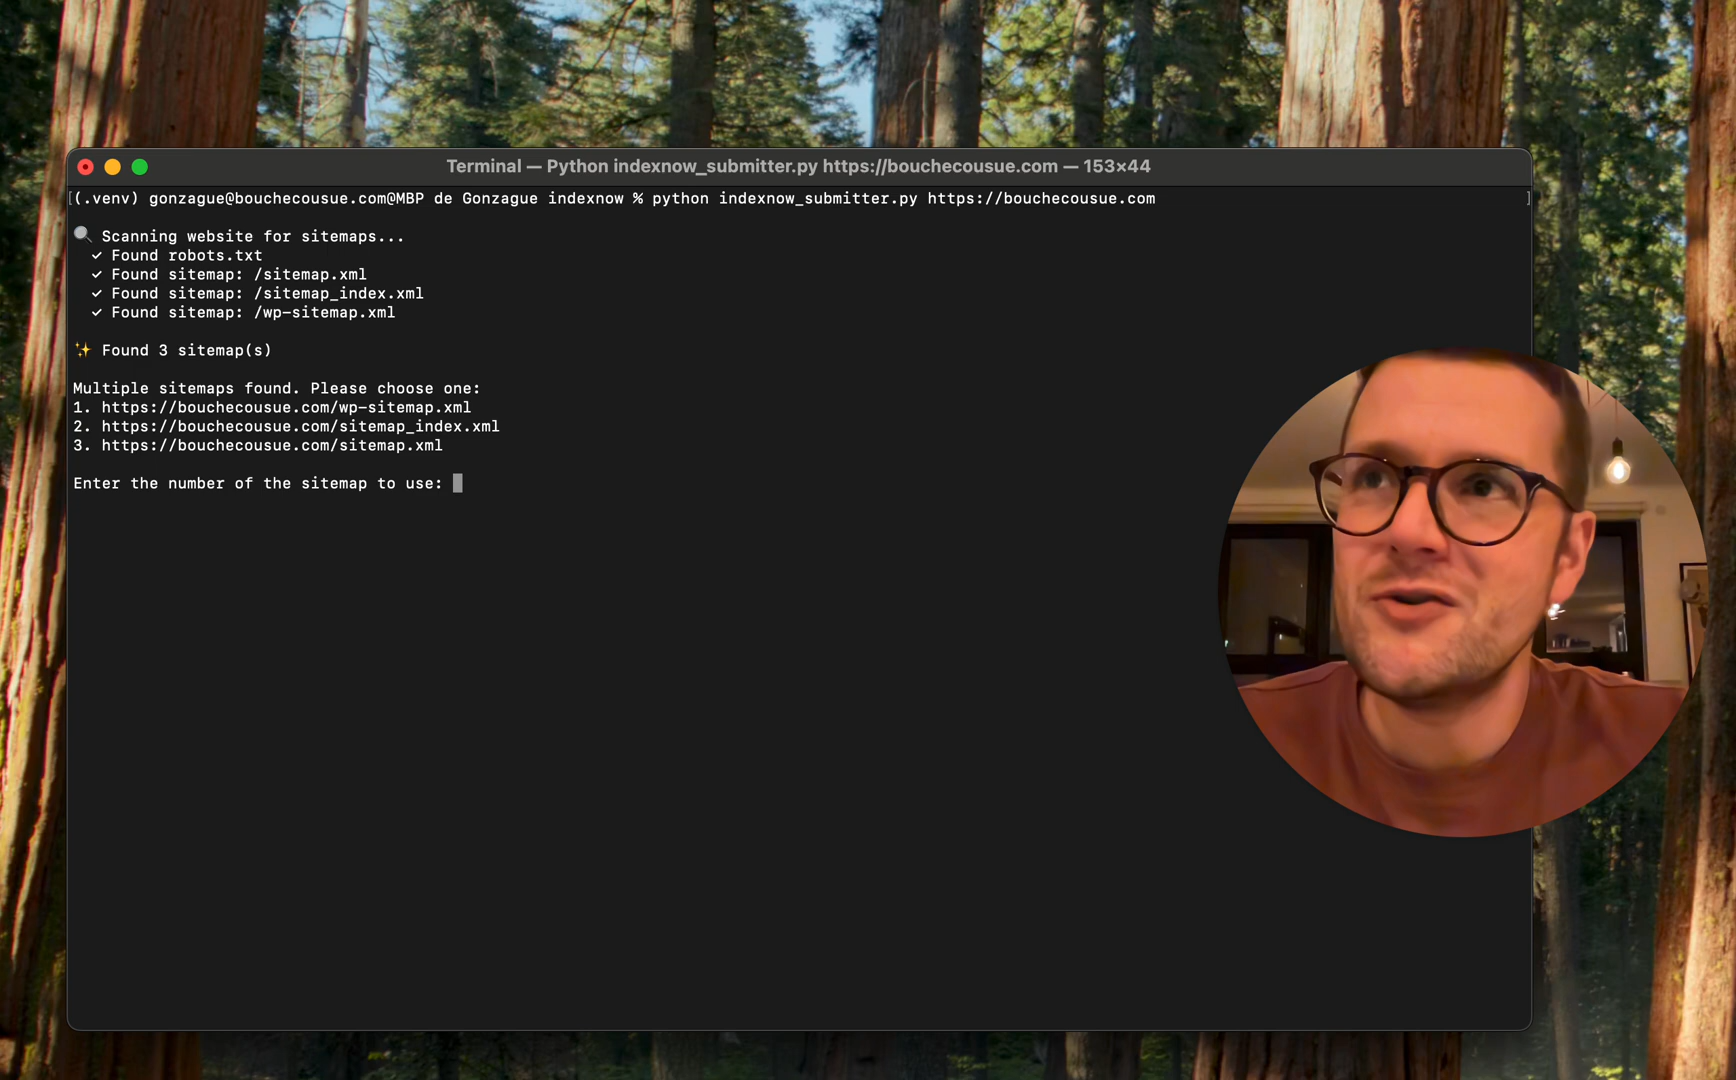 Terminal — Python indexnow_submitter.py https://bouchecousue.com — 153×44
[(.venv) gonzague@bouchecousue.com@MBP de Gonzague indexnow % python indexnow_submitter.py https://bouchecousue.com ]
🔍 Scanning website for sitemaps...
✓ Found robots.txt
✓ Found sitemap: /sitemap.xml
✓ Found sitemap: /sitemap_index.xml
✓ Found sitemap: /wp-sitemap.xml
✨ Found 3 sitemap(s)
Multiple sitemaps found. Please choose one:
1. https://bouchecousue.com/wp-sitemap.xml
2. https://bouchecousue.com/sitemap_index.xml
3. https://bouchecousue.com/sitemap.xml
Enter the number of the sitemap to use: